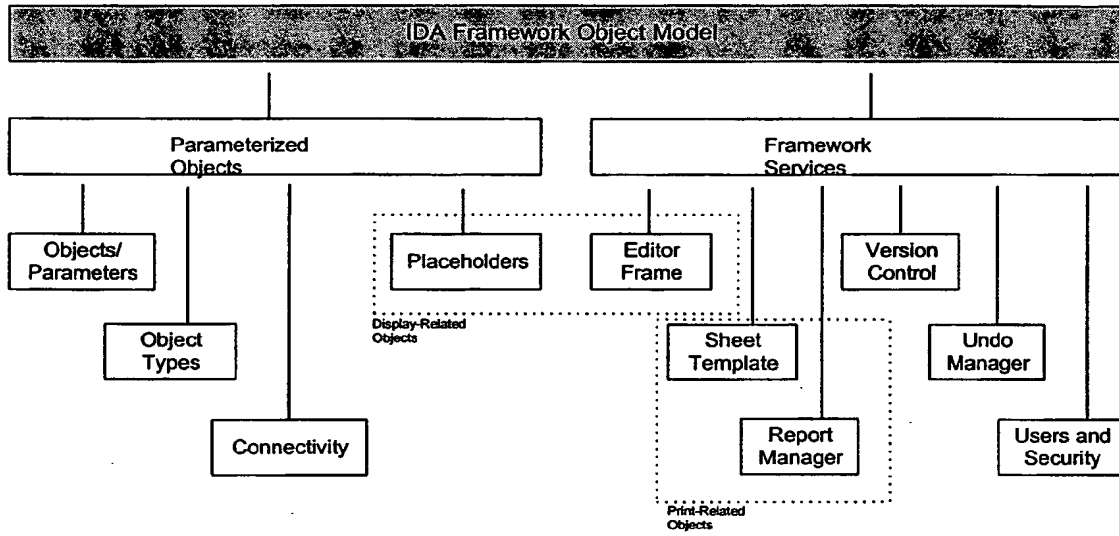 IDA Framework Object Model
Parameterized
Objects
Framework
Services
Objects/
Parameters
Placeholders
Editor
Frame
Version
Control
Display-Related
Objects
Object
Types
Sheet
Template
Undo
Manager
Connectivity
Report
Manager
Users and
Security
Print-Related
Objects